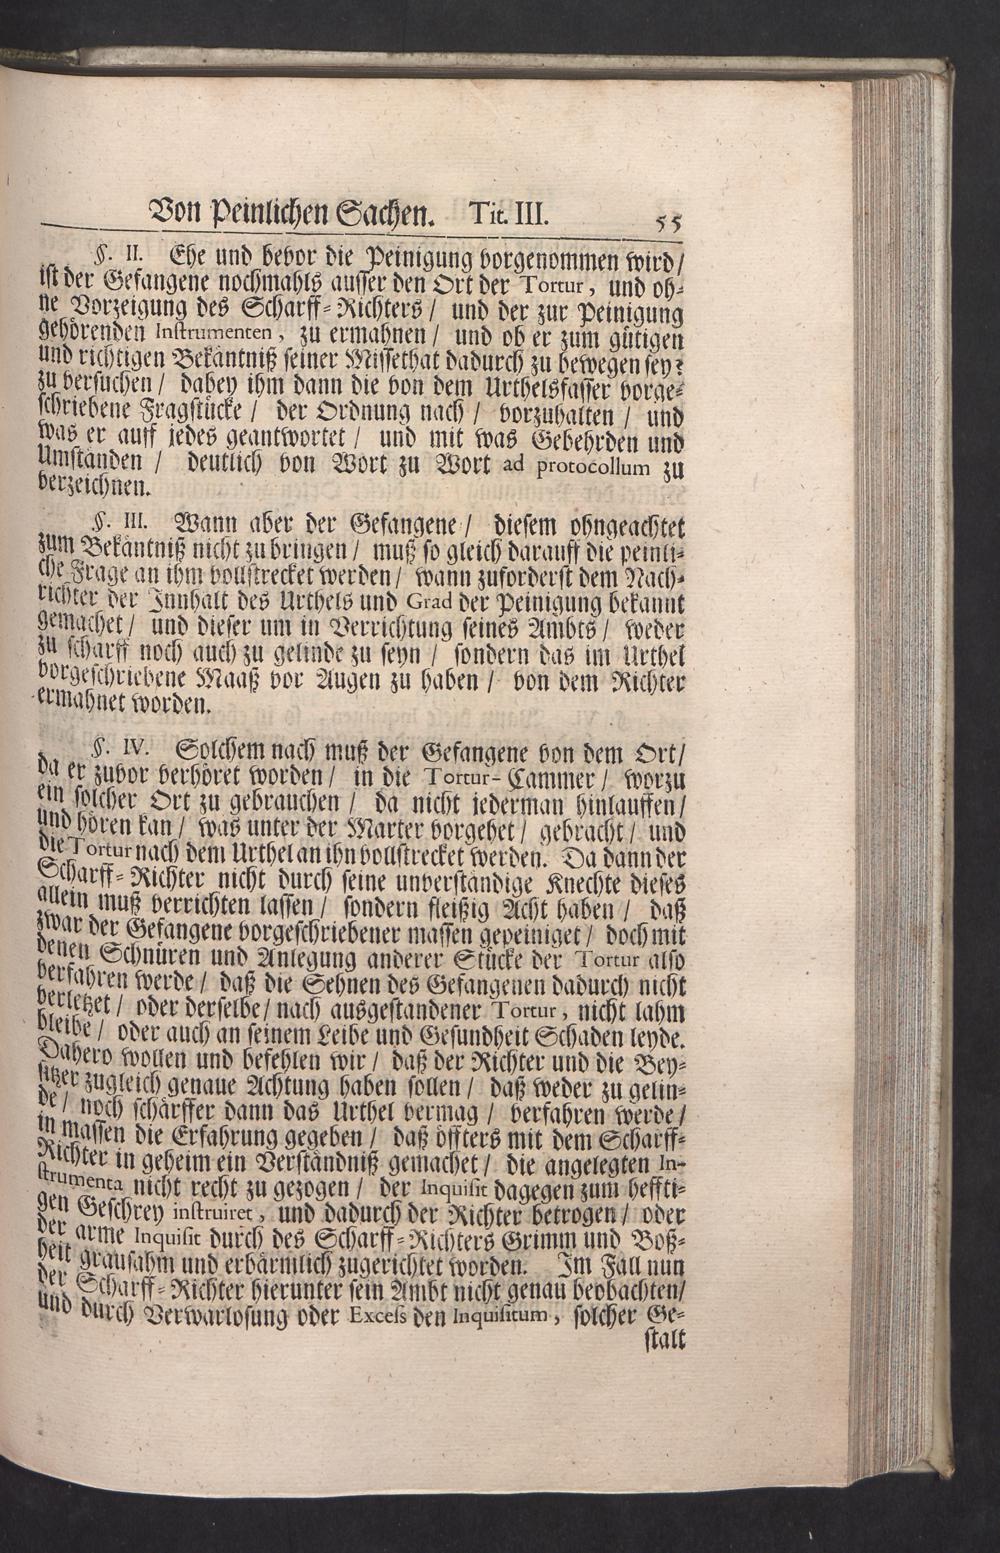 Von Peinlichen Sachen. Tit. III. 55
§. II. Ehe und bevor die Peinigung vorgenommen wird/
ist der Gefangene nochmahls ausser den Ort der Tortur, und oh-
ne Vorzeigung des Scharff-Richters / und der zur Peinigung
gehörenden Instrumenten, zu ermahnen / und ob er zum gütigen
und richtigen Bekäntniß seiner Missethat dadurch zu bewegen sey?
zu versuchen / dabey ihm dann die von dem Urthelsfasser vorge-
schriebene Fragstücke / der Ordnung nach / vorzuhalten / und
was er auff jedes geantwortet / und mit was Gebehrden und
Umständen / deutlich von Wort zu Wort ad protocollum zu
verzeichnen.
§. III. Wann aber der Gefangene / diesem ohngeachtet
zum Bekäntniß nicht zu bringen / muß so gleich darauff die peinli-
che Frage an ihm vollstrecket werden / wann zuforderst dem Nach-
richter der Innhalt des Urthels und Grad der Peinigung bekannt
gemachet / und dieser um in Verrichtung seines Ambts / weder
zu scharff noch auch zu gelinde zu seyn / sondern das im Urthel
vorgeschriebene Maaß vor Augen zu haben / von dem Richter
ermahnet worden.
§. IV. Solchem nach muß der Gefangene von dem Ort/
da er zuvor verhöret worden / in die Tortur-Cammer / worzu
ein solcher Ort zu gebrauchen / da nicht jederman hinlauffen/
und hören kan / was unter der Marter vorgehet / gebracht / und
die Tortur nach dem Urthel an ihn vollstrecket werden. Da dann der
Scharff-Richter nicht durch seine unverständige Knechte dieses
allein muß verrichten lassen / sondern fleißig Acht haben / daß
zwar der Gefangene vorgeschriebener massen gepeiniget / doch mit
denen Schnüren und Anlegung anderer Stücke der Tortur also
verfahren werde / daß die Sehnen des Gefangenen dadurch nicht
verletzet / oder derselbe / nach ausgestandener Tortur, nicht lahm
bleibe / oder auch an seinem Leibe und Gesundheit Schaden leyde.
Dahero wollen und befehlen wir / daß der Richter und die Bey-
sitzer zugleich genaue Achtung haben sollen / daß weder zu gelin-
de / noch schärffer dann das Urthel vermag / verfahren werde /
in massen die Erfahrung gegeben / daß öffters mit dem Scharff-
Richter in geheim ein Verständniß gemachet / die angelegten In-
strumenta nicht recht zu gezogen / der Inquisit dagegen zum heffti-
gen Geschrey instruiret, und dadurch der Richter betrogen / oder
der arme Inquisit durch des Scharff-Richters Grimm und Boß-
heit grausahm und erbärmlich zugerichtet worden. Im Fall nun
der Scharff-Richter hierunter sein Ambt nicht genau beobachten/
und durch Verwarlosung oder Excess den Inquisitum, solcher Ge-
stalt